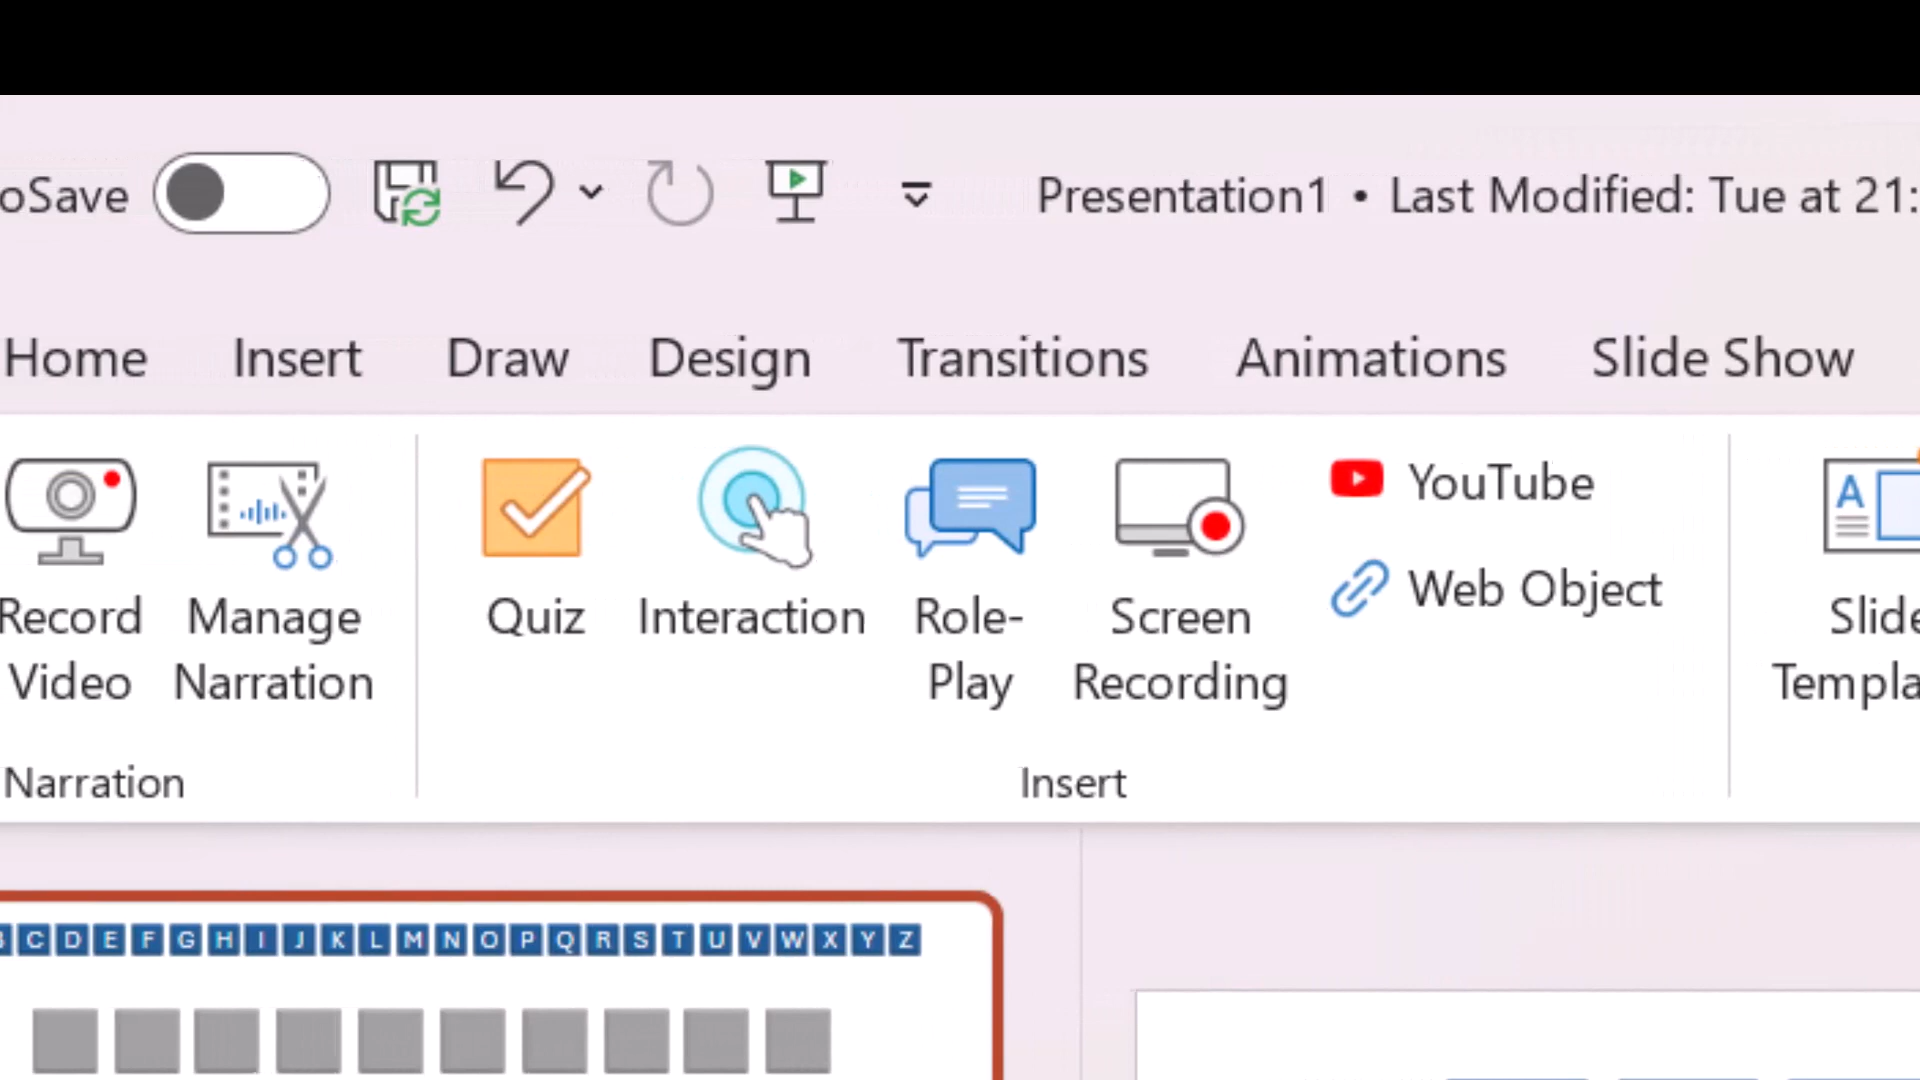 oSave Presentation1 • Last Modified: Tue at 21:
Home Insert Draw Design Transitions Animations Slide Show
A
YouTube
Web Object
Record Video
Manage Narration
Quiz
Interaction
Role-
Play
Screen
Recording
Slide
Templa
Narration
Insert
C D E F G H I J K L M N O P Q R S T U V W X Y Z